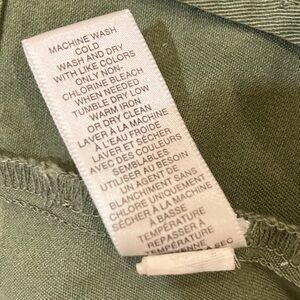 MACHINE WASH
COLD
WASH AND DRY
WITH LIKE COLORS
ONLY NON-
CHLORINE BLEACH
WHEN NEEDED
TUMBLE DRY LOW
WARM IRON
OR DRY CLEAN
LAVER À LA MACHINE
À L'EAU FROIDE
LAVER ET SÉCHER
AVEC DES COULEURS
SEMBLABLES
UTILISER AU BESOIN
UN AGENT DE
BLANCHIMENT SANS
CHLORE UNIQUEMENT
SÉCHER À LA MACHINE
À BASSE
TEMPÉRATURE
REPASSER À
TEMPÉRATURE
À SEC